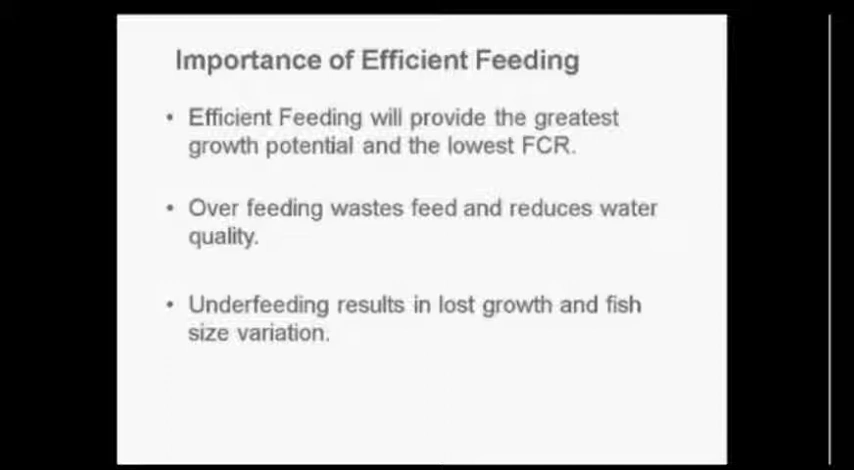 Importance of Efficient Feeding
• Efficient Feeding will provide the greatest
growth potential and the lowest FCR.
• Over feeding wastes feed and reduces water
quality.
• Underfeeding results in lost growth and fish
size variation.